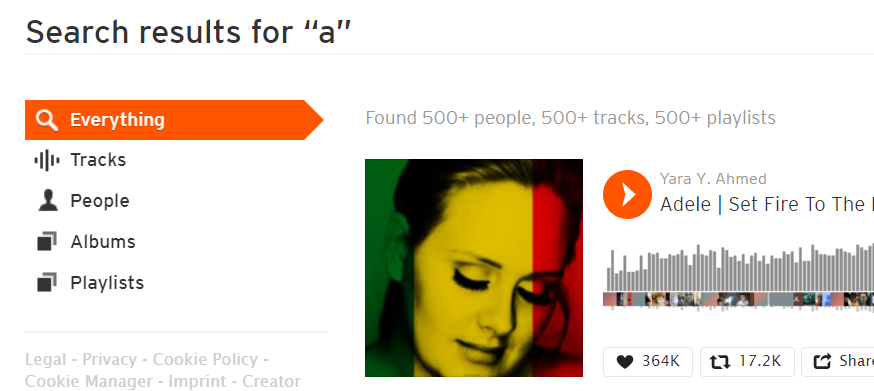 Search results for “a”
Everything
Tracks
People
Albums
Playlists
Legal - Privacy - Cookie Policy -
Cookie Manager - Imprint - Creator
Found 500+ people, 500+ tracks, 500+ playlists
Yara Y. Ahmed
Adele | Set Fire To The
364K
17.2K
Share